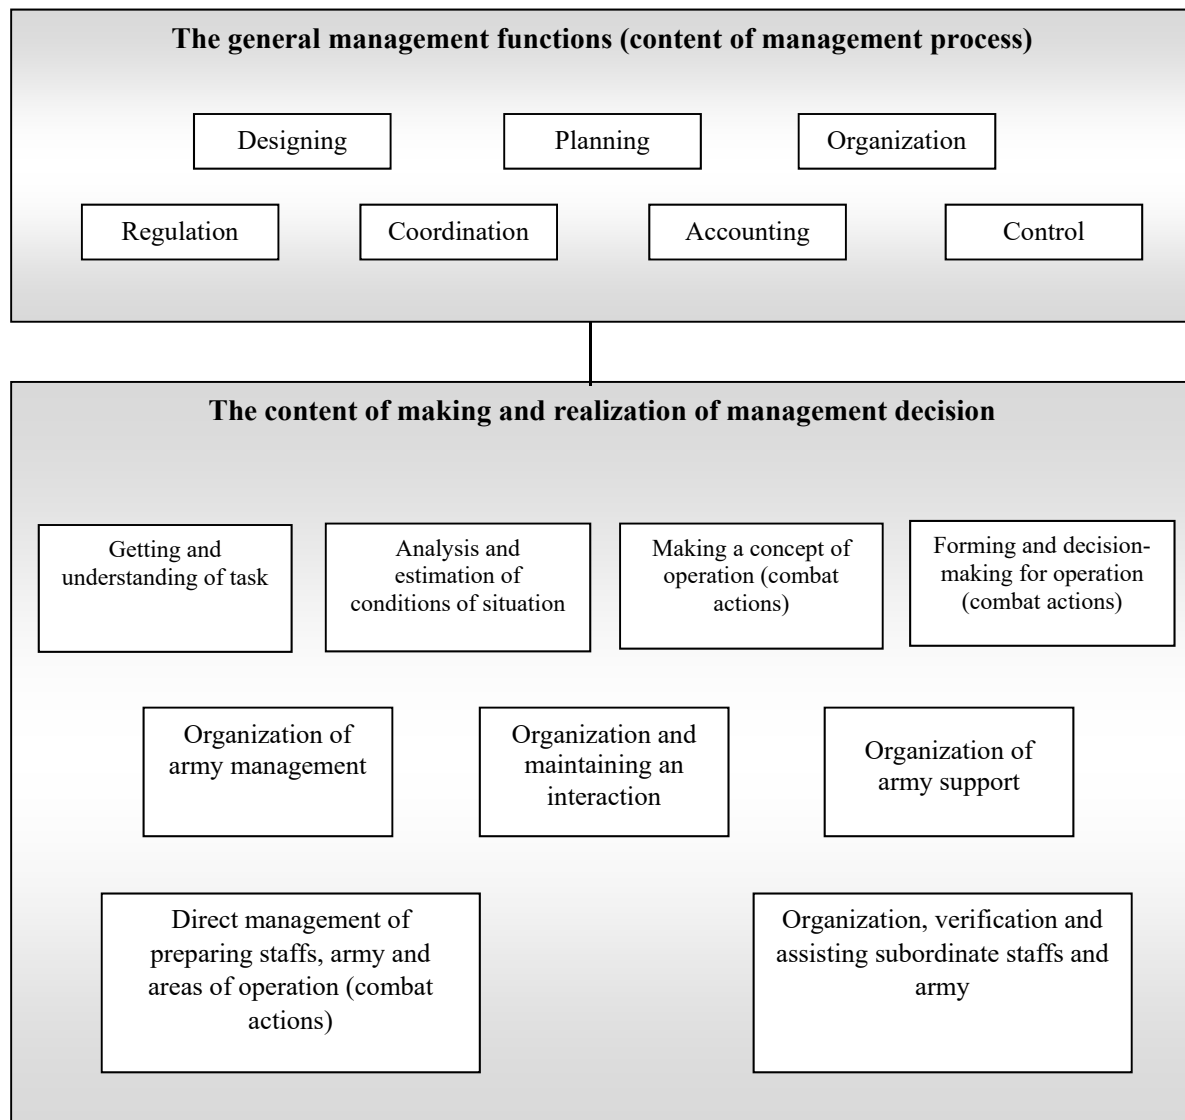 The general management functions (content of management process)
Designing
Planning
Organization
Regulation
Coordination
Accounting
Control
The content of making and realization of management decision
Getting and
understanding of task
Analysis and
estimation of
conditions of situation
Making a concept of
operation (combat
actions)
Forming and decision-
making for operation
(combat actions)
Organization of
army management
Organization and
maintaining an
interaction
Organization of
army support
Direct management of
preparing staffs, army and
areas of operation (combat
actions)
Organization, verification and
assisting subordinate staffs and
army